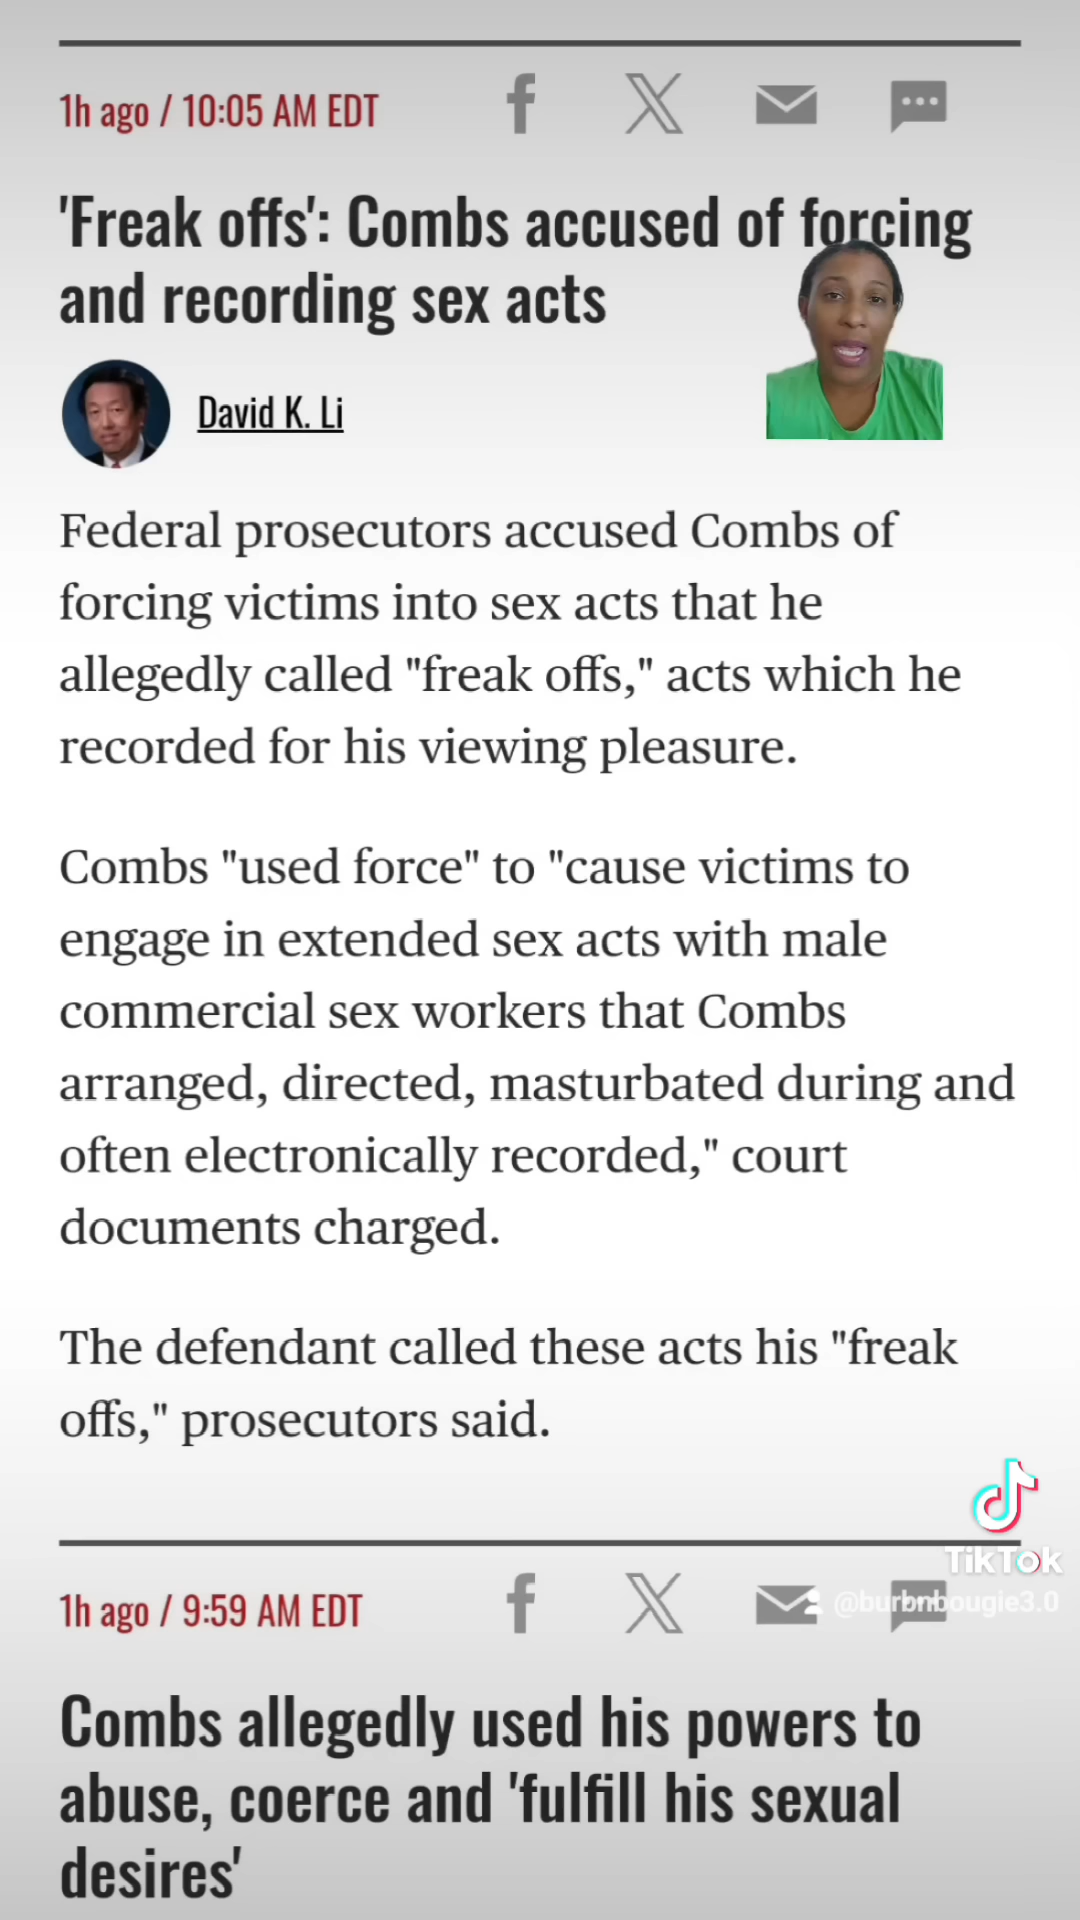 1h ago / 10:05 AM EDT
'Freak offs': Combs accused of forcing
and recording sex acts
David K. Li
Federal prosecutors accused Combs of
forcing victims into sex acts that he
allegedly called "freak offs," acts which he
recorded for his viewing pleasure.
Combs "used force" to "cause victims to
engage in extended sex acts with male
commercial sex workers that Combs
arranged, directed, masturbated during and
often electronically recorded," court
documents charged.
The defendant called these acts his "freak
offs," prosecutors said.
TikTok
@burbnbougie3.0
1h ago / 9:59 AM EDT
Combs allegedly used his powers to
abuse, coerce and 'fulfill his sexual
desires'